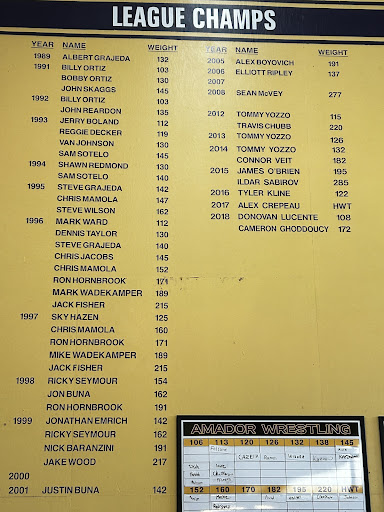 LEAGUE CHAMPS
YEAR NAME WEIGHT
1989 ALBERT GRAJEDA 132
1991 BILLY ORTIZ 103
BOBBY ORTIZ 130
JOHN SKAGGS 145
1992 BILLY ORTIZ 103
JOHN REARDON 135
1993 JERRY BOLAND 112
REGGIE DECKER 119
VAN JOHNSON 130
SAM SOTELO 145
1994 SHAWN REDMOND 130
SAM SOTELO 140
1995 STEVE GRAJEDA 142
CHRIS MAMOLA 147
STEVE WILSON 162
1996 MARK WARD 112
DENNIS TAYLOR 130
STEVE GRAJEDA 140
CHRIS JACOBS 145
CHRIS MAMOLA 152
RON HORNBROOK 171
MARK WADEKAMPER 189
JACK FISHER 215
1997 SKY HAZEN 125
CHRIS MAMOLA 160
RON HORNBROOK 171
MIKE WADEKAMPER 189
JACK FISHER 215
1998 RICKY SEYMOUR 154
JON BUNA 162
RON HORNBROOK 191
1999 JONATHAN EMRICH 142
RICKY SEYMOUR 162
NICK BARANZINI 191
JAKE WOOD 217
2000
2001 JUSTIN BUNA 142
YEAR NAME WEIGHT
2005 ALEX BOYOVICH 191
2006 ELLIOTT RIPLEY 137
2007
2008 SEAN McVEY 277
2012 TOMMY YOZZO 115
TRAVIS CHUBB 220
2013 TOMMY YOZZO 126
2014 TOMMY YOZZO 132
CONNOR VEIT 182
2015 JAMES O'BRIEN 195
ILDAR SABIROV 285
2016 TYLER KLINE 122
2017 ALEX CREPEAU HWT
2018 DONOVAN LUCENTE 108
CAMERON GHODDOUCY 172
AMADOR WRESTLING
106 113 120 126 132 138 145
152 160 170 182 195 220 HWT